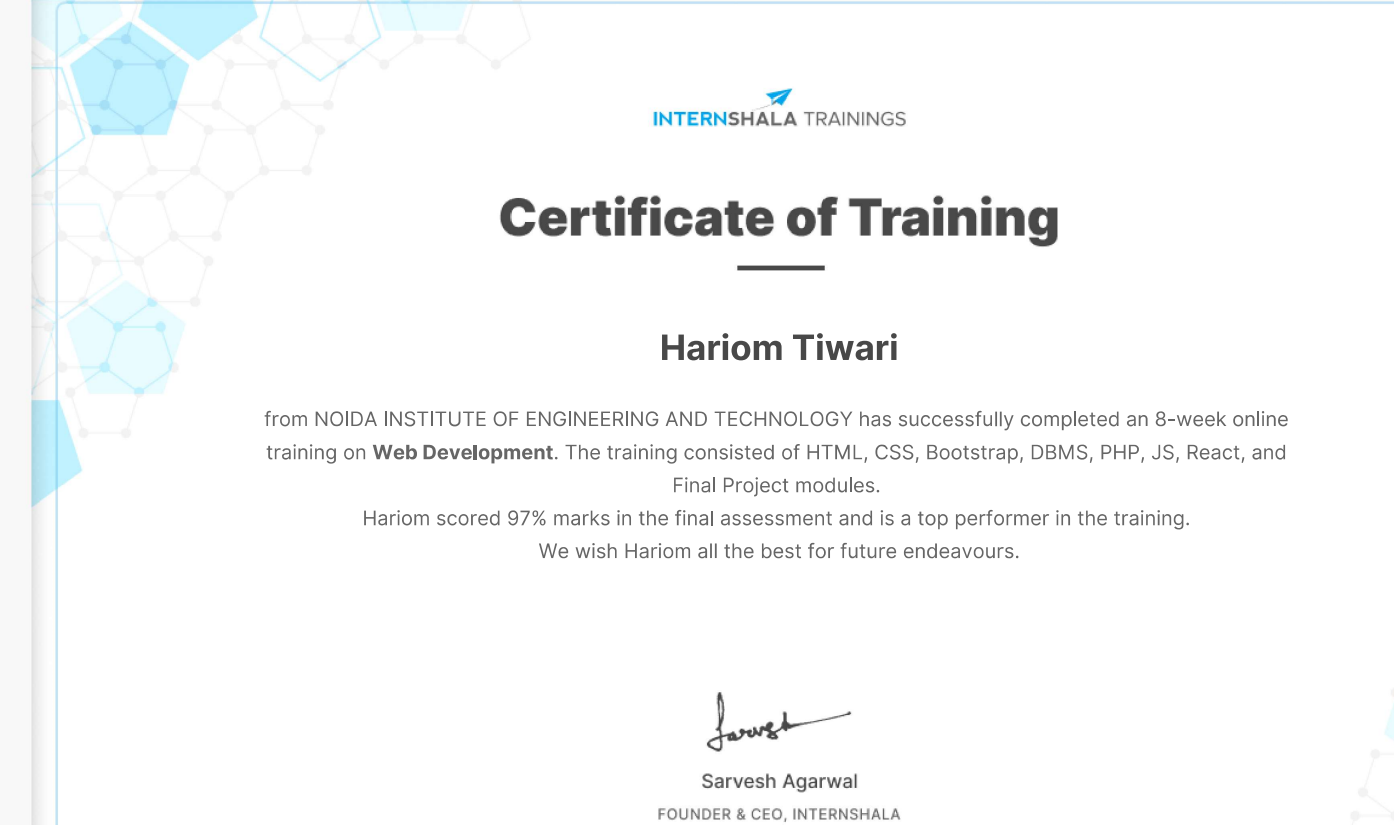 INTERNSHALA TRAININGS
Certificate of Training
Hariom Tiwari
from NOIDA INSTITUTE OF ENGINEERING AND TECHNOLOGY has successfully completed an 8-week online
training on Web Development. The training consisted of HTML, CSS, Bootstrap, DBMS, PHP, JS, React, and
Final Project modules.
Hariom scored 97% marks in the final assessment and is a top performer in the training.
We wish Hariom all the best for future endeavours.
Sarvesh
Sarvesh Agarwal
FOUNDER & CEO, INTERNSHALA